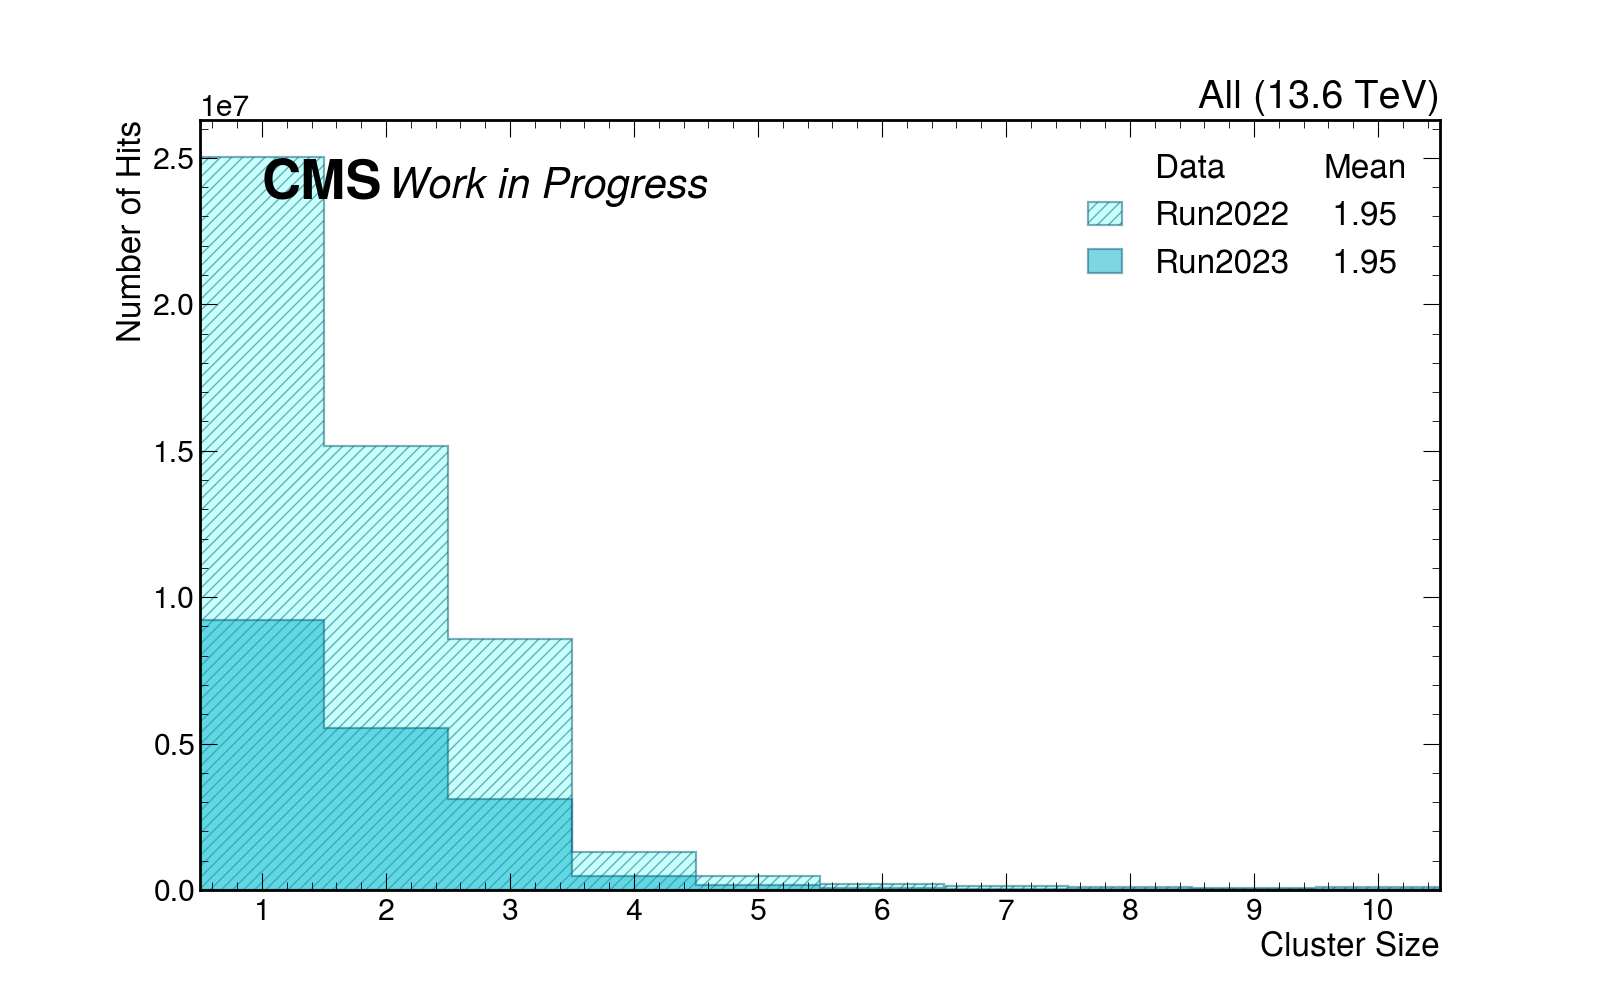 All (13.6 TeV)
1e7
Number of Hits
CMS Work in Progress
Data Mean
Run2022 1.95
Run2023 1.95
2.5
2.0
1.5
1.0
0.5
0.0
1 2 3 4 5 6 7 8 9 10
Cluster Size